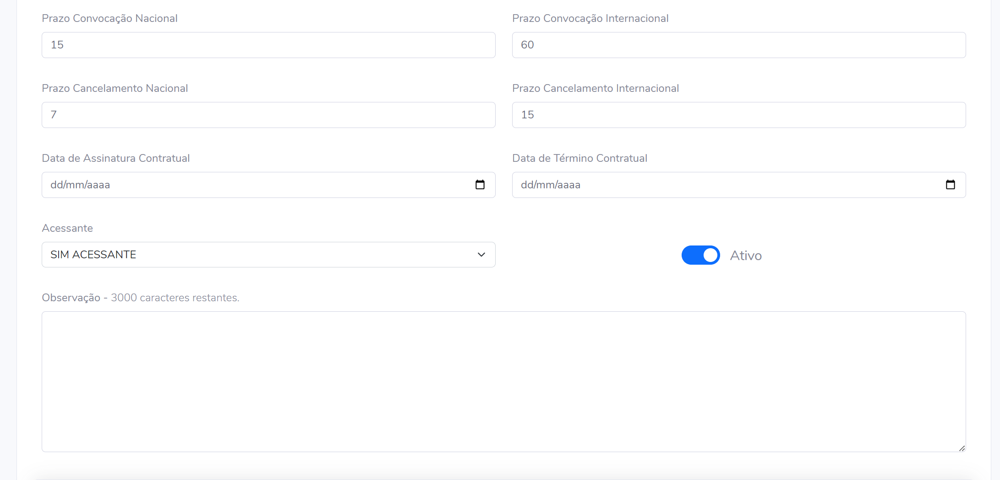 Prazo Convocação Nacional
Prazo Convocação Internacional
15
60
Prazo Cancelamento Nacional
Prazo Cancelamento Internacional
7
15
Data de Assinatura Contratual
Data de Término Contratual
dd/mm/aaaa
dd/mm/aaaa
Acessante
SIM ACESSANTE
Ativo
Observação - 3000 caracteres restantes.